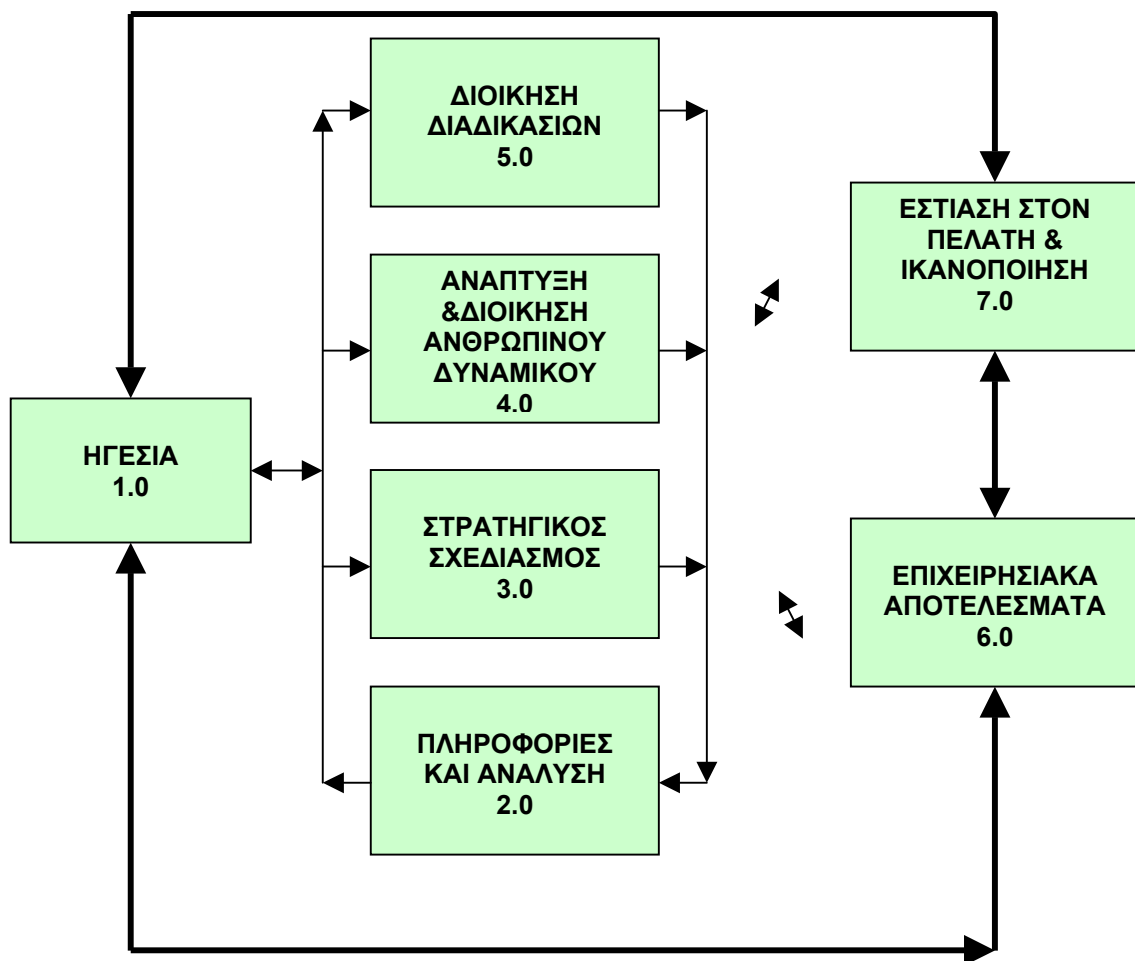 ΔΙΟΙΚΗΣΗ
ΔΙΑΔΙΚΑΣΙΩΝ
5.0
ΕΣΤΙΑΣΗ ΣΤΟΝ
ΠΕΛΑΤΗ &
ΙΚΑΝΟΠΟΙΗΣΗ
7.0
ΑΝΑΠΤΥΞΗ
&ΔΙΟΙΚΗΣΗ
ΑΝΘΡΩΠΙΝΟΥ
ΔΥΝΑΜΙΚΟΥ
4.0
ΗΓΕΣΙΑ
1.0
ΣΤΡΑΤΗΓΙΚΟΣ
ΣΧΕΔΙΑΣΜΟΣ
3.0
ΕΠΙΧΕΙΡΗΣΙΑΚΑ
ΑΠΟΤΕΛΕΣΜΑΤΑ
6.0
ΠΛΗΡΟΦΟΡΙΕΣ
ΚΑΙ ΑΝΑΛΥΣΗ
2.0